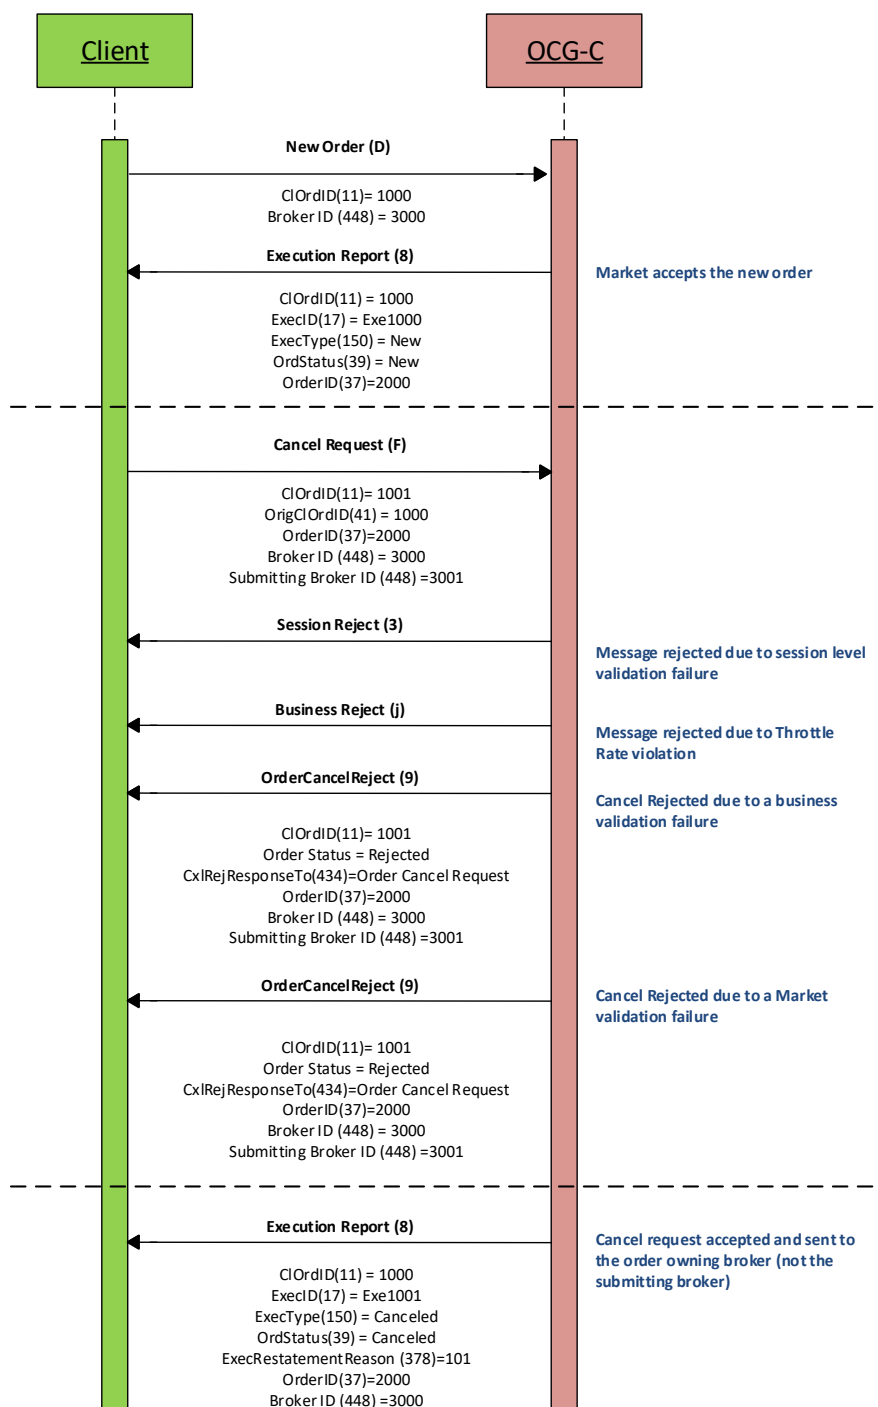 Client
OCG-C
New Order (D)
ClOrdID(11)= 1000
Broker ID (448) = 3000
Execution Report (8)
Market accepts the new order
ClOrdID(11) = 1000
ExecID(17) = Exe1000
ExecType(150) = New
OrdStatus(39) = New
OrderID(37)=2000
Cancel Request (F)
ClOrdID(11)= 1001
OrigClOrdID(41) = 1000
OrderID(37)=2000
Broker ID (448) = 3000
Submitting Broker ID (448) =3001
Session Reject (3)
Message rejected due to session level
validation failure
Business Reject (j)
Message rejected due to Throttle
Rate violation
OrderCancelReject (9)
Cancel Rejected due to a business
validation failure
ClOrdID(11)= 1001
Order Status = Rejected
CxlRejResponseTo(434)=Order Cancel Request
OrderID(37)=2000
Broker ID (448) = 3000
Submitting Broker ID (448) =3001
OrderCancelReject (9)
Cancel Rejected due to a Market
validation failure
ClOrdID(11)= 1001
Order Status = Rejected
CxlRejResponseTo(434)=Order Cancel Request
OrderID(37)=2000
Broker ID (448) = 3000
Submitting Broker ID (448) =3001
Execution Report (8)
Cancel request accepted and sent to
the order owning broker (not the
submitting broker)
ClOrdID(11) = 1000
ExecID(17) = Exe1001
ExecType(150) = Canceled
OrdStatus(39) = Canceled
ExecRestatementReason (378)=101
OrderID(37)=2000
Broker ID (448) =3000